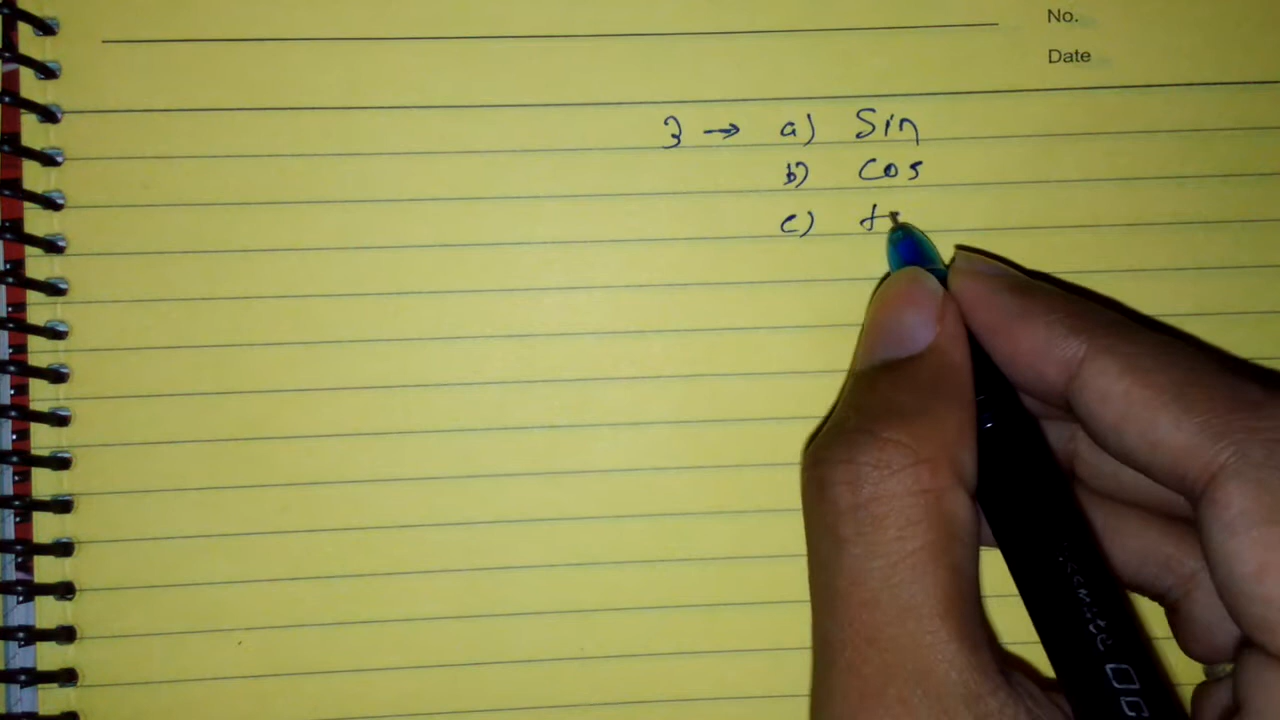 No.
Date
3 → a) Sin
b) Cos
c) t